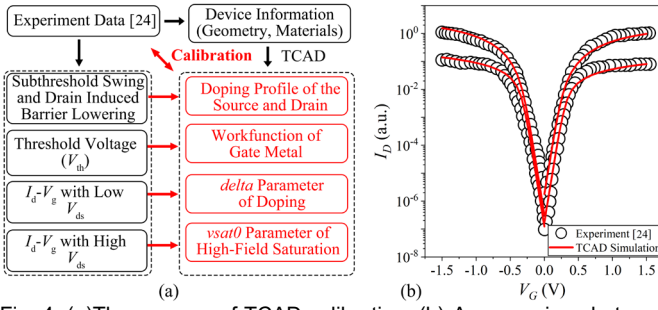 (a)
Experiment Data [24]
Device Information
(Geometry, Materials)
Calibration
TCAD
Subthreshold Swing
and Drain Induced
Barrier Lowering
Doping Profile of the
Source and Drain
Threshold Voltage
(Vth)
Workfunction of
Gate Metal
Id-Vg with Low
Vds
delta Parameter
of Doping
Id-Vg with High
Vds
vsat0 Parameter of
High-Field Saturation
(a)
(b)
10^0
10^-2
10^-4
10^-6
10^-8
ID (a.u.)
Experiment [24]
TCAD Simulation
-1.5 -1.0 -0.5 0.0 0.5 1.0 1.5
VG (V)
(b)